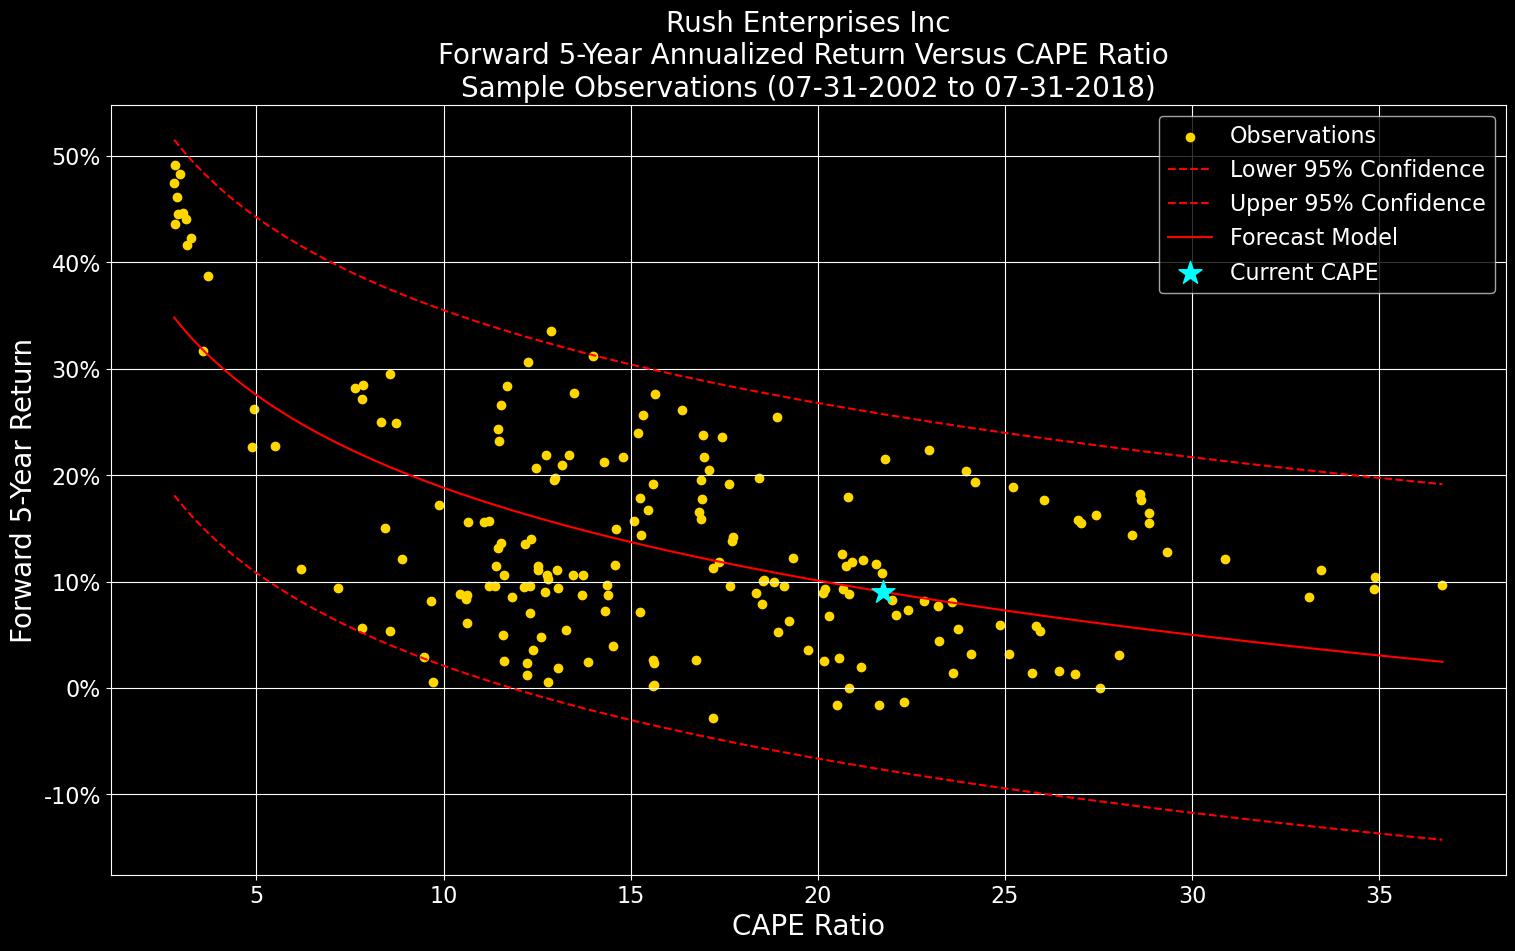 Rush Enterprises Inc
Forward 5-Year Annualized Return Versus CAPE Ratio
Sample Observations (07-31-2002 to 07-31-2018)
Observations
Lower 95% Confidence
Upper 95% Confidence
Forecast Model
Current CAPE
Forward 5-Year Return
50%
40%
30%
20%
10%
0%
-10%
5 10 15 20 25 30 35
CAPE Ratio